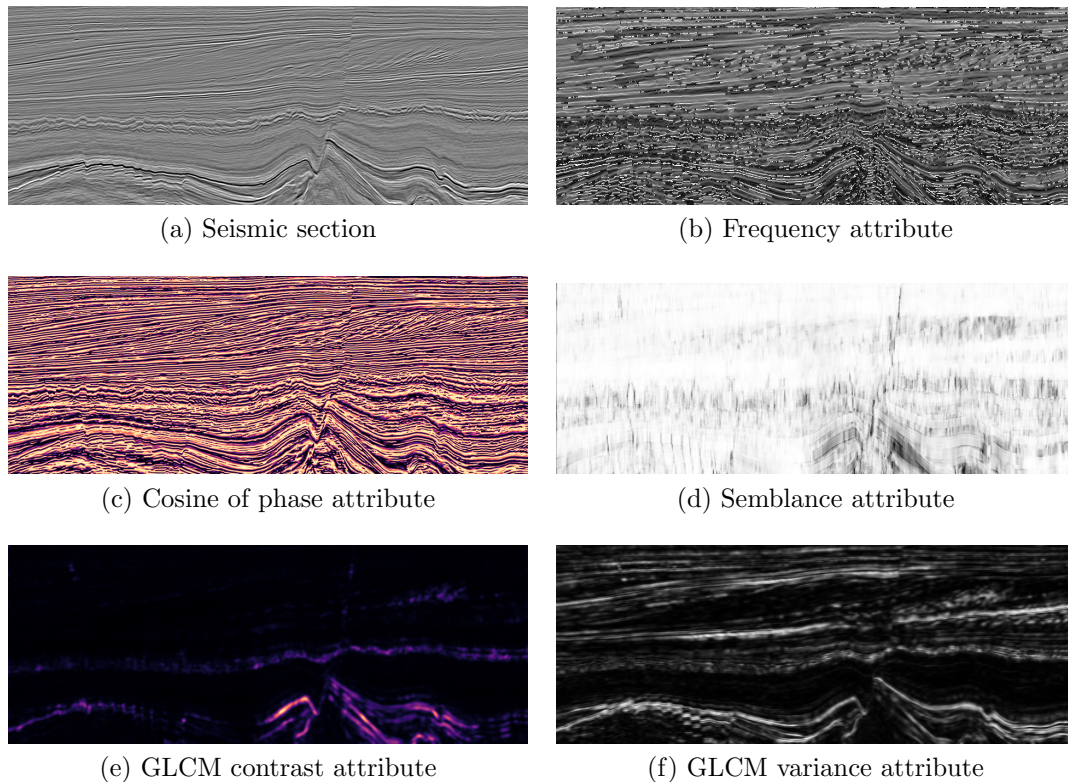 (a) Seismic section
(b) Frequency attribute
(c) Cosine of phase attribute
(d) Semblance attribute
(e) GLCM contrast attribute
(f) GLCM variance attribute